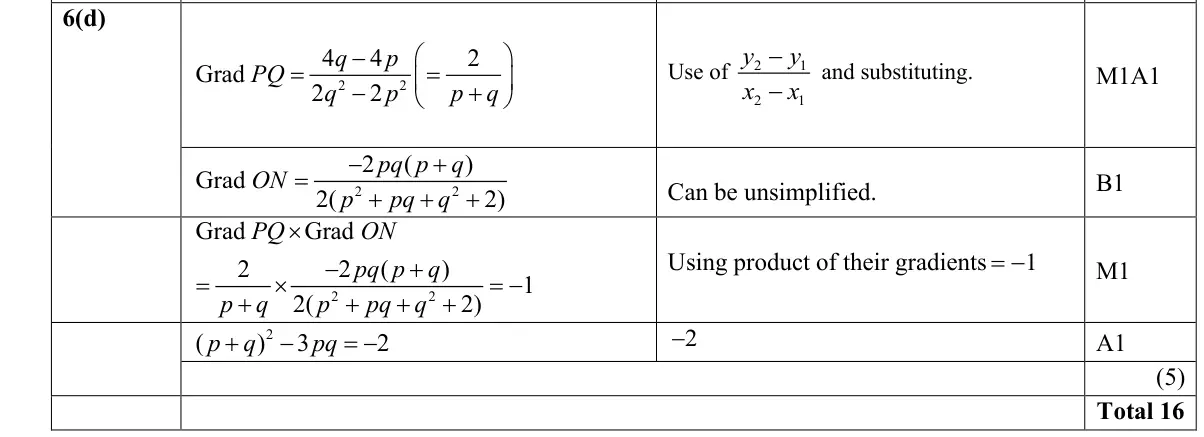 6(d)
Grad PQ = (4q − 4p)/(2q² − 2p²) (= 2/(p + q))
Use of (y₂ − y₁)/(x₂ − x₁) and substituting.
M1A1
Grad ON = −2pq(p + q)/2(p² + pq + q² + 2)
Can be unsimplified.
B1
Grad PQ × Grad ON
= 2/(p + q) × −2pq(p + q)/2(p² + pq + q² + 2) = −1
Using product of their gradients = −1
M1
(p + q)² − 3pq = −2
−2
A1
(5)
Total 16